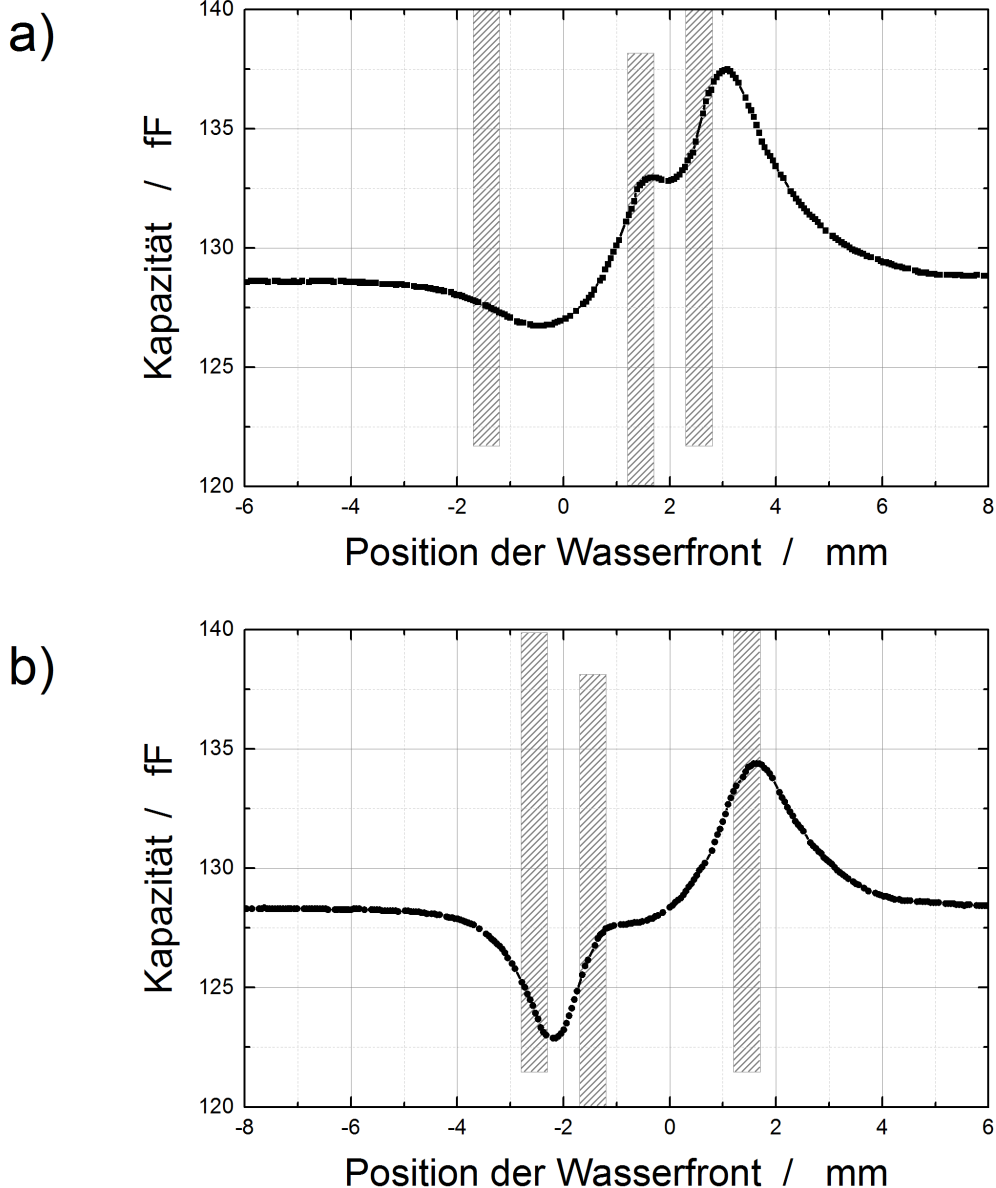 a)
140
135
130
125
120
Kapazität / fF
-6 -4 -2 0 2 4 6 8
Position der Wasserfront / mm
b)
140
135
130
125
120
Kapazität / fF
-8 -6 -4 -2 0 2 4 6
Position der Wasserfront / mm